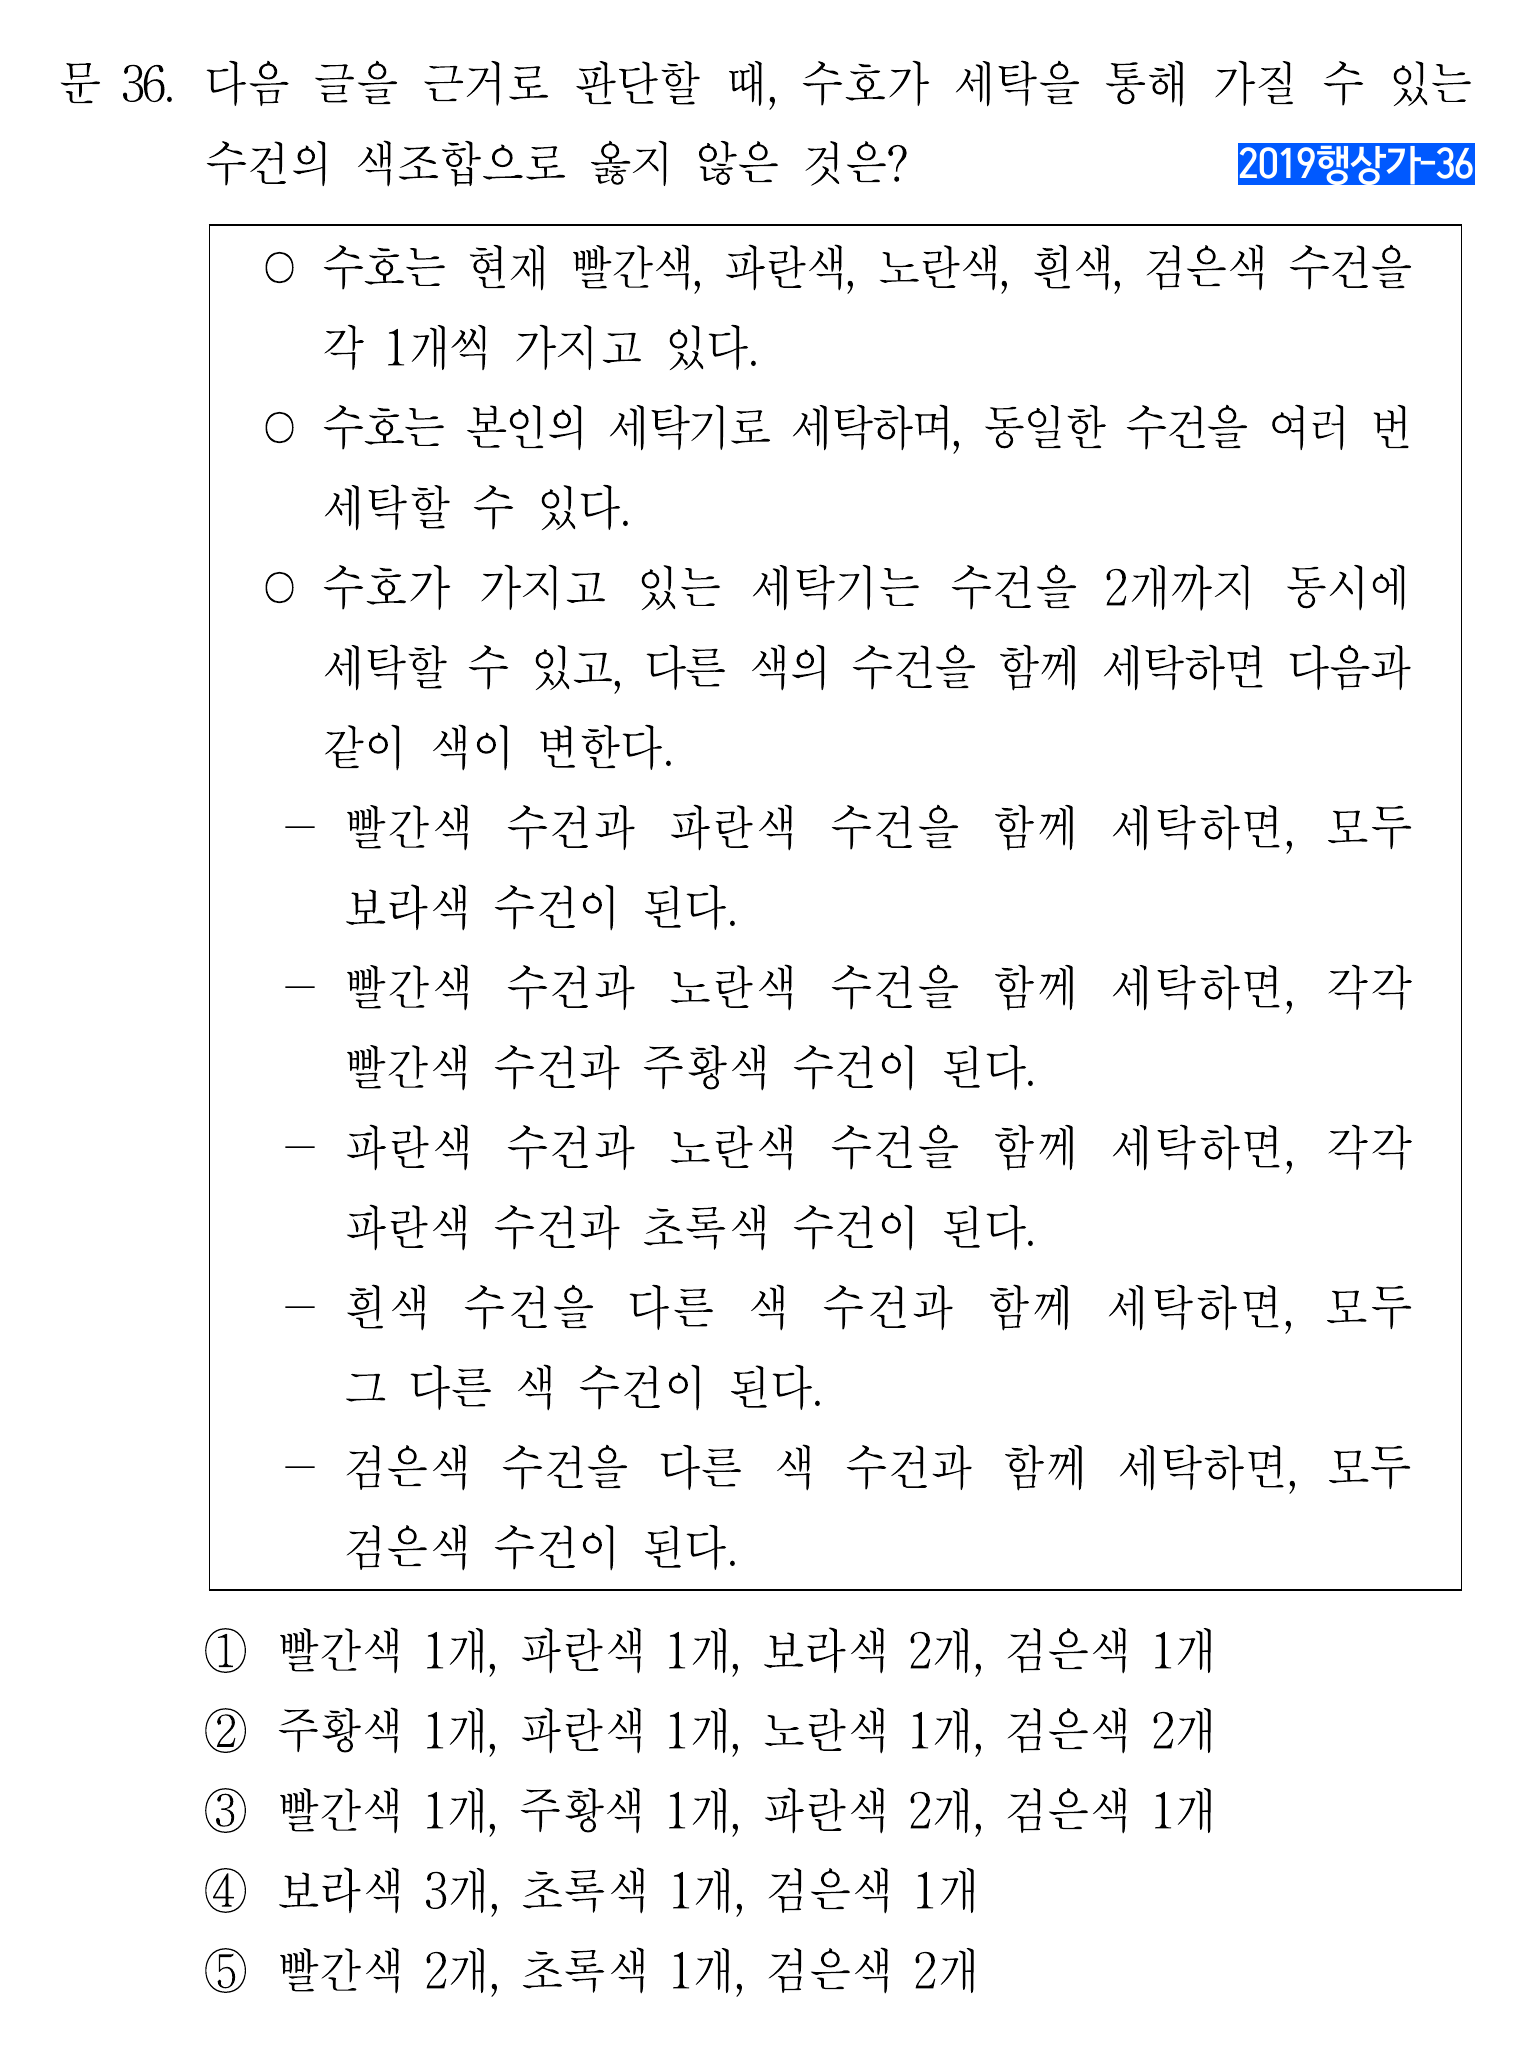 문 36. 다음 글을 근거로 판단할 때, 수호가 세탁을 통해 가질 수 있는
수건의 색조합으로 옳지 않은 것은?
2019행상가-36
○ 수호는 현재 빨간색, 파란색, 노란색, 흰색, 검은색 수건을
각 1개씩 가지고 있다.
○ 수호는 본인의 세탁기로 세탁하며, 동일한 수건을 여러 번
세탁할 수 있다.
○ 수호가 가지고 있는 세탁기는 수건을 2개까지 동시에
세탁할 수 있고, 다른 색의 수건을 함께 세탁하면 다음과
같이 색이 변한다.
- 빨간색 수건과 파란색 수건을 함께 세탁하면, 모두
보라색 수건이 된다.
- 빨간색 수건과 노란색 수건을 함께 세탁하면, 각각
빨간색 수건과 주황색 수건이 된다.
- 파란색 수건과 노란색 수건을 함께 세탁하면, 각각
파란색 수건과 초록색 수건이 된다.
- 흰색 수건을 다른 색 수건과 함께 세탁하면, 모두
그 다른 색 수건이 된다.
- 검은색 수건을 다른 색 수건과 함께 세탁하면, 모두
검은색 수건이 된다.
① 빨간색 1개, 파란색 1개, 보라색 2개, 검은색 1개
② 주황색 1개, 파란색 1개, 노란색 1개, 검은색 2개
③ 빨간색 1개, 주황색 1개, 파란색 2개, 검은색 1개
④ 보라색 3개, 초록색 1개, 검은색 1개
⑤ 빨간색 2개, 초록색 1개, 검은색 2개